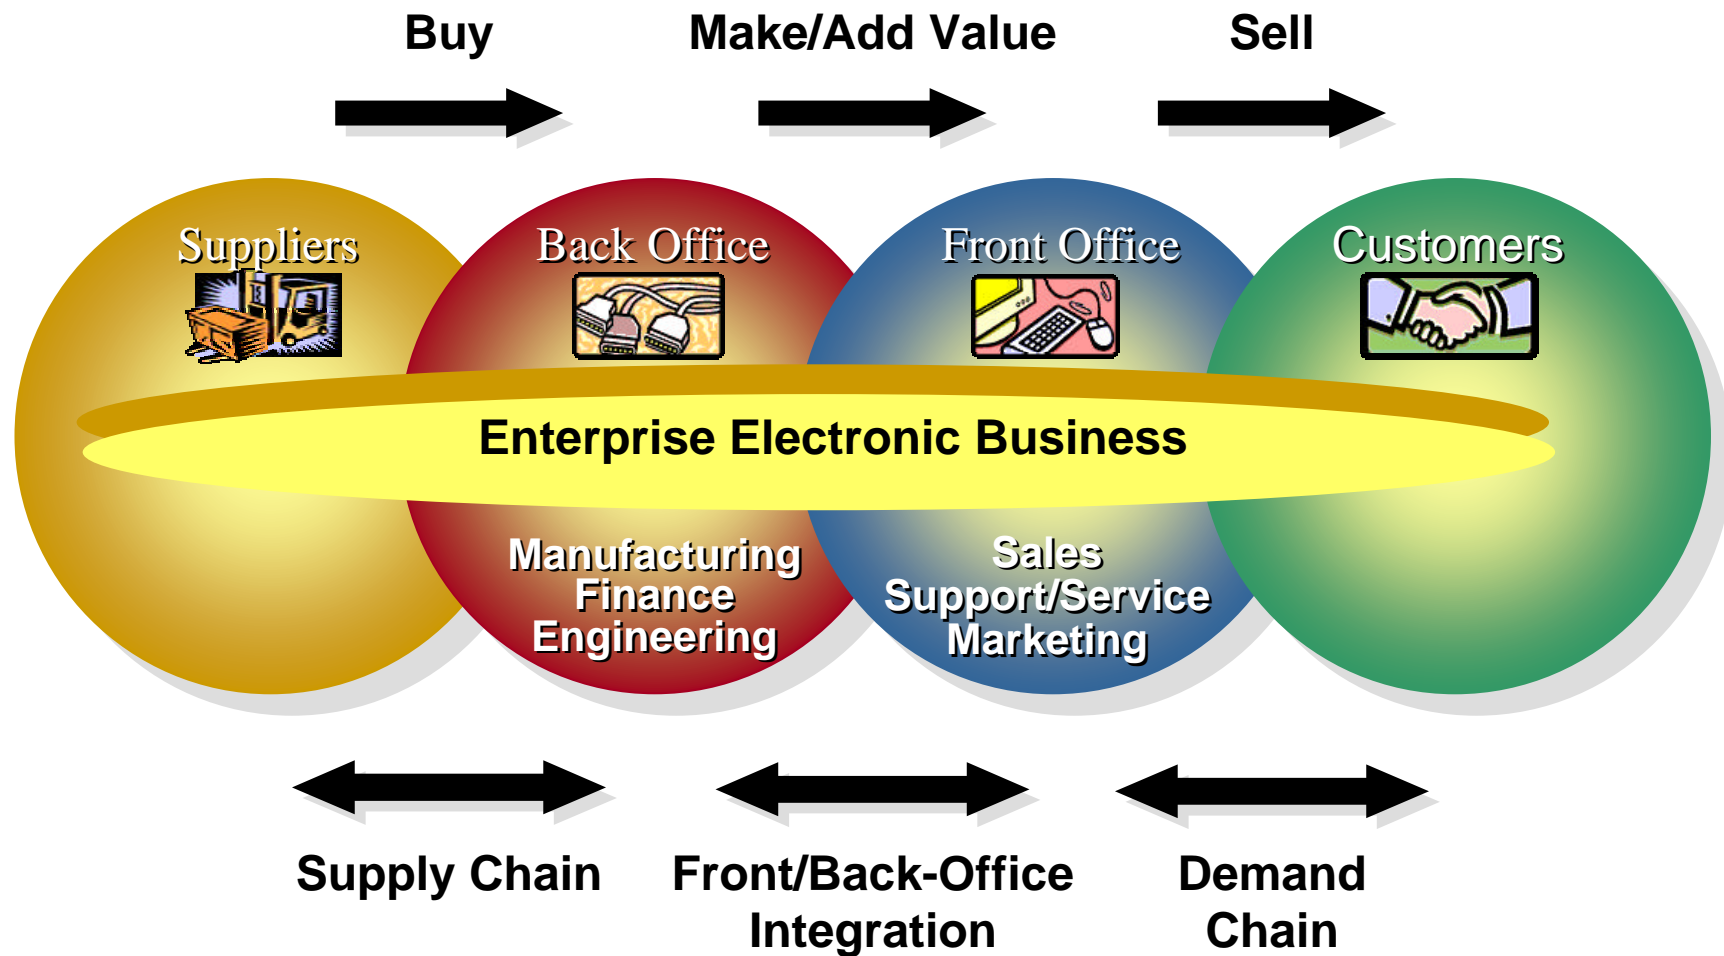 Buy
Make/Add Value
Sell
Suppliers
Back Office
Front Office
Customers
Enterprise Electronic Business
Manufacturing
Finance
Engineering
Sales
Support/Service
Marketing
Supply Chain
Front/Back-Office
Integration
Demand
Chain